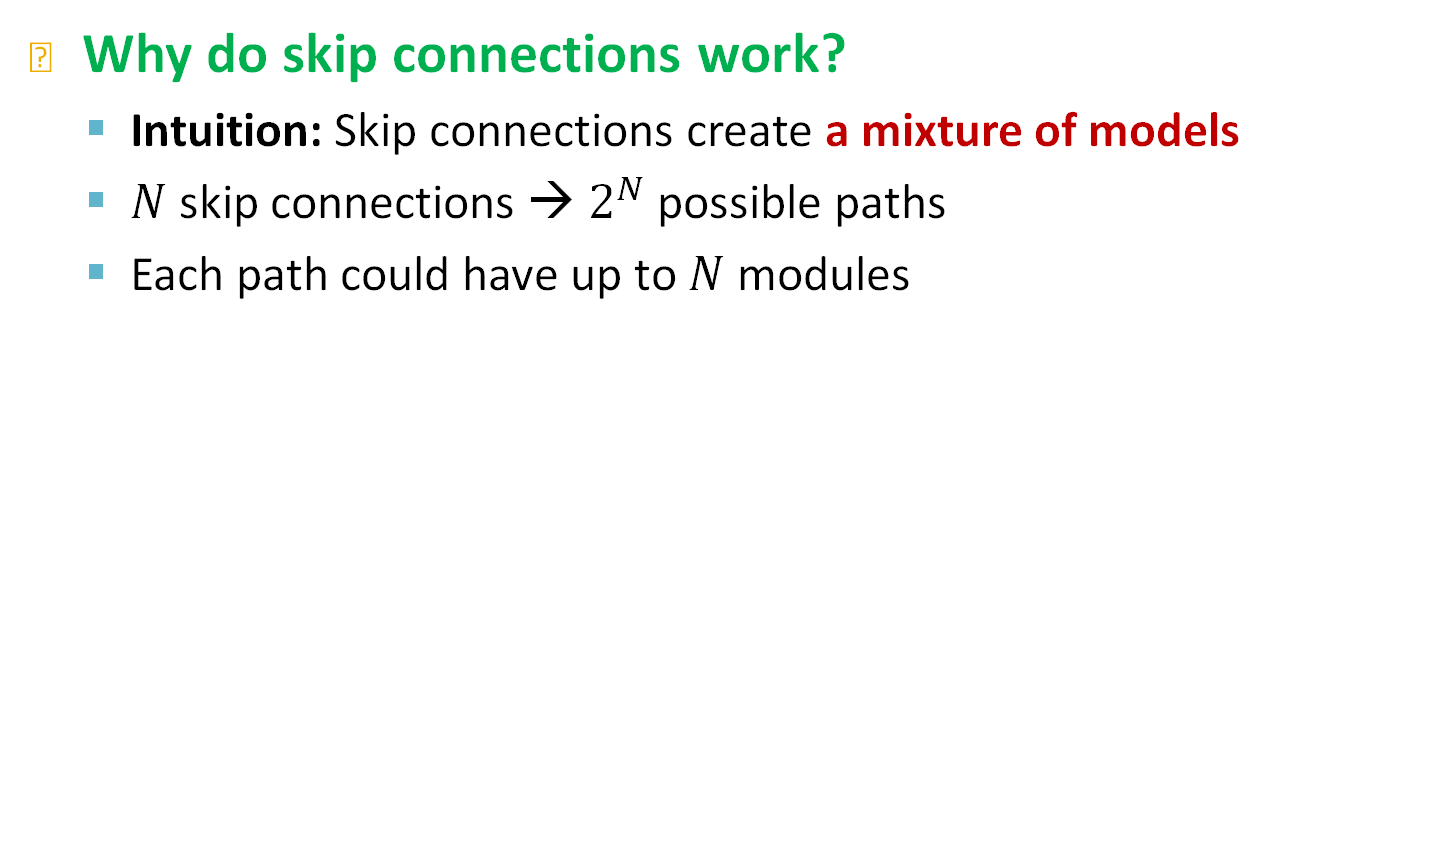 Why do skip connections work?
Intuition: Skip connections create a mixture of models
N skip connections → 2^N possible paths
Each path could have up to N modules